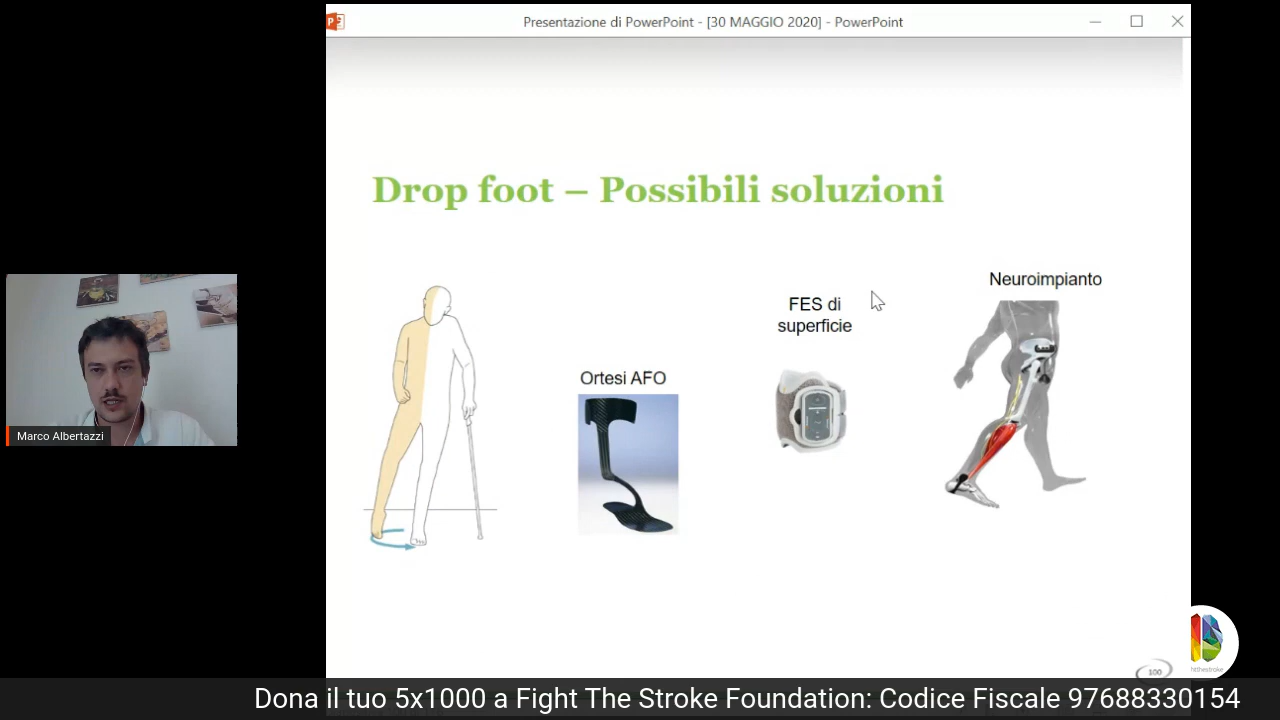 Presentazione di PowerPoint - [30 MAGGIO 2020] - PowerPoint
Drop foot – Possibili soluzioni
Neuroimpianto
FES di
superficie
Ortesi AFO
Marco Albertazzi
100
Dona il tuo 5x1000 a Fight The Stroke Foundation: Codice Fiscale 97688330154